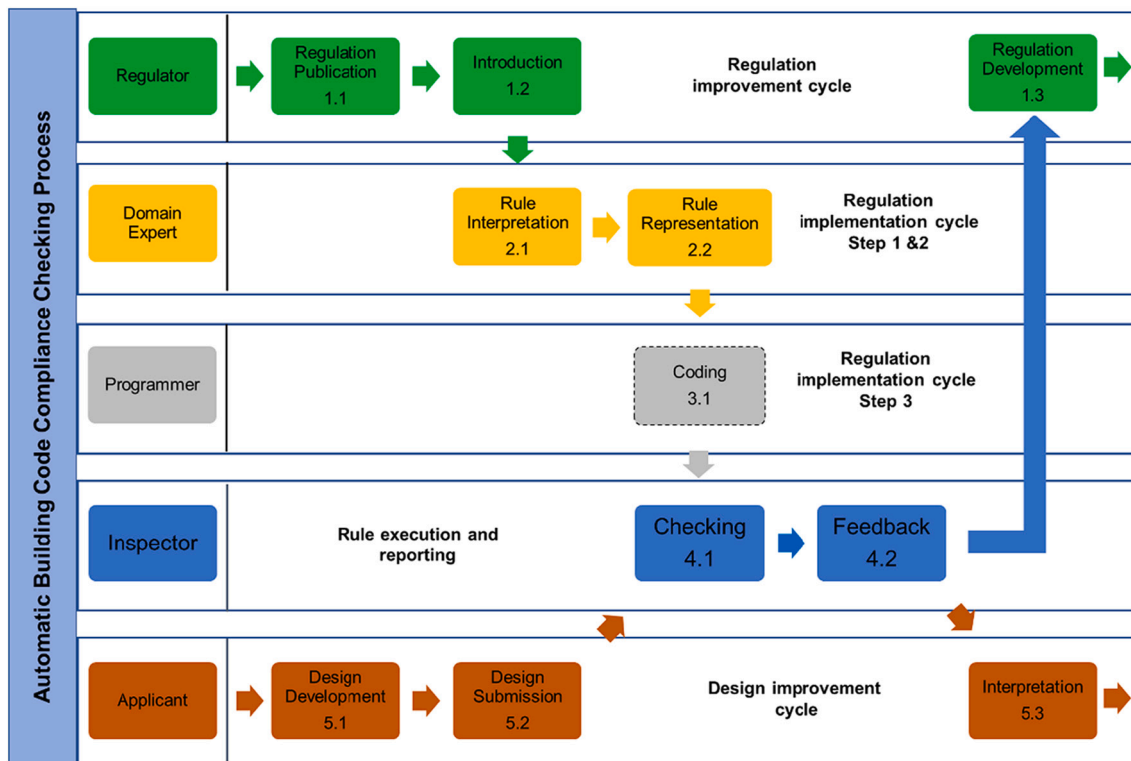 Automatic Building Code Compliance Checking Process
Regulator
Regulation
Publication
1.1
Introduction
1.2
Regulation
improvement cycle
Regulation
Development
1.3
Domain
Expert
Rule
Interpretation
2.1
Rule
Representation
2.2
Regulation
implementation cycle
Step 1 &2
Programmer
Coding
3.1
Regulation
implementation cycle
Step 3
Inspector
Rule execution and
reporting
Checking
4.1
Feedback
4.2
Applicant
Design
Development
5.1
Design
Submission
5.2
Design improvement
cycle
Interpretation
5.3